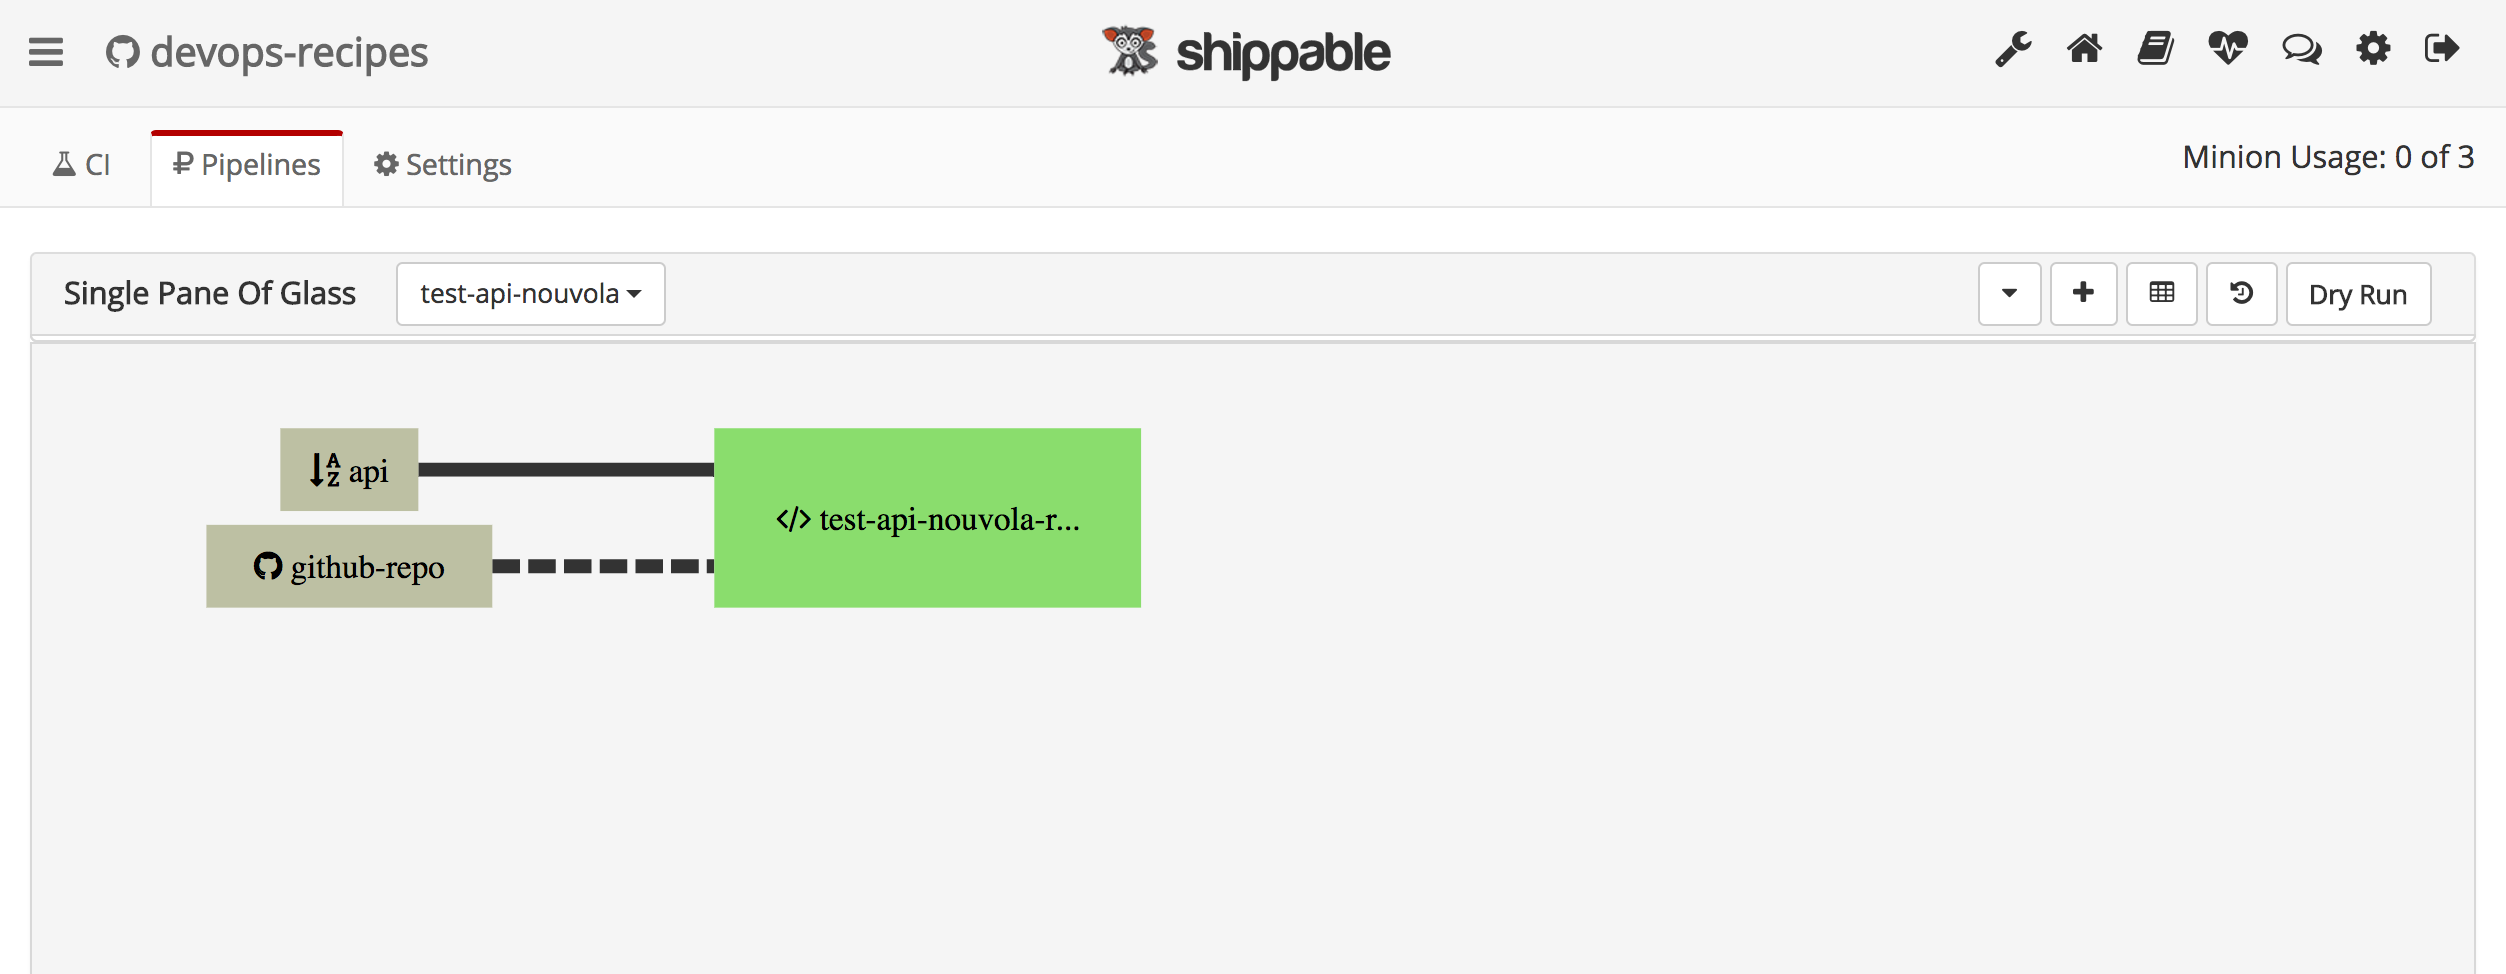 devops-recipes
shippable
CI
Pipelines
Settings
Minion Usage: 0 of 3
Single Pane Of Glass
test-api-nouvola
Dry Run
api
test-api-nouvola-r...
github-repo